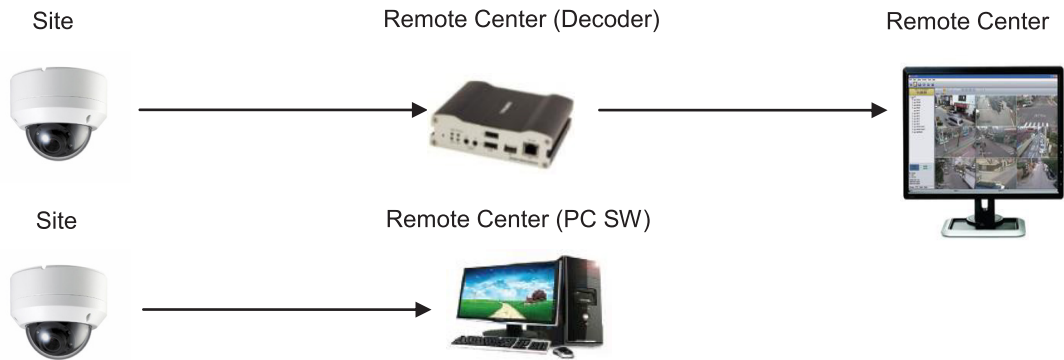 Site
Remote Center (Decoder)
Remote Center
Site
Remote Center (PC SW)